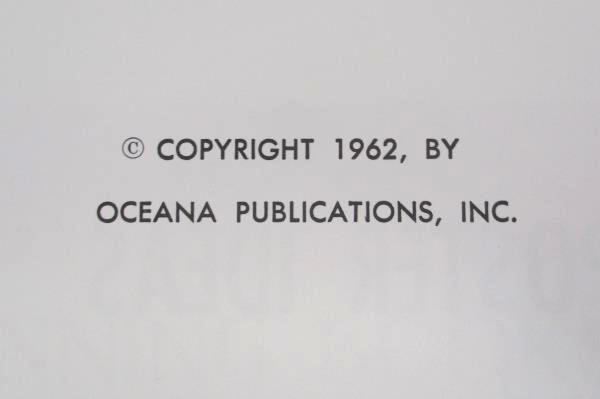 © COPYRIGHT 1962, BY
OCEANA PUBLICATIONS, INC.